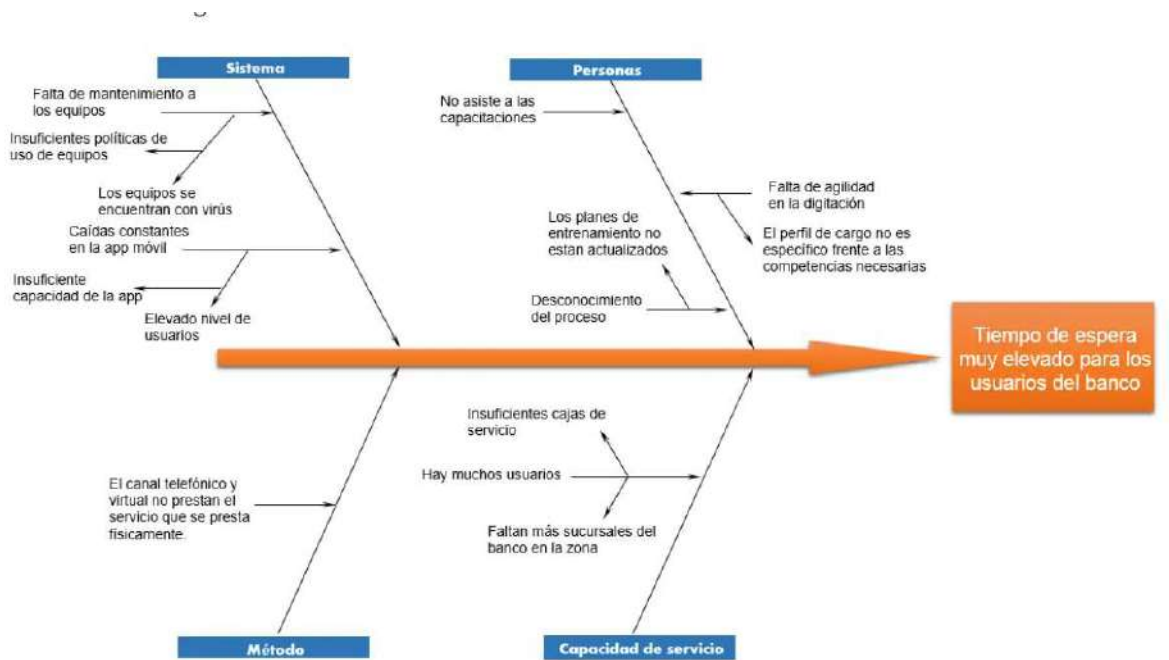 Sistema
Personas
Falta de mantenimiento a
los equipos
Insuficientes políticas de
uso de equipos
Los equipos se
encuentran con virús
Caídas constantes
en la app móvil
Insuficiente
capacidad de la app
Elevado nivel de
usuarios
No asiste a las
capacitaciones
Falta de agilidad
en la digitación
El perfil de cargo no es
específico frente a las
competencias necesarias
Los planes de
entrenamiento no
estan actualizados
Desconocimiento
del proceso
Tiempo de espera
muy elevado para los
usuarios del banco
El canal telefónico y
virtual no prestan el
servicio que se presta
físicamente.
Insuficientes cajas de
servicio
Hay muchos usuarios
Faltan más sucursales del
banco en la zona
Método
Capacidad de servicio